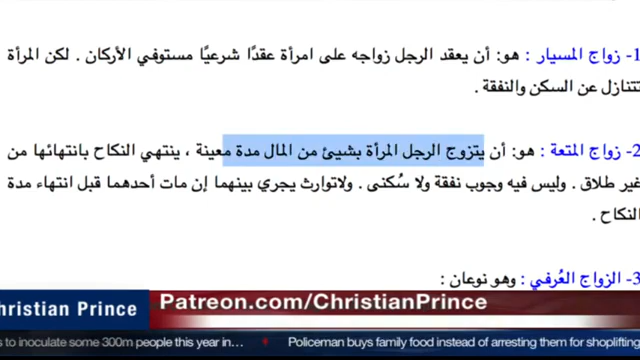 1- زواج المسيار : هو: أن يعقد الرجل زواجه على امرأة عقدًا شرعيًا مستوفي الأركان . لكن المرأة
تتنازل عن السكن والنفقة .
2- زواج المتعة : هو: أن يتزوج الرجل المرأة بشيئ من المال مدة معينة ، ينتهي النكاح بانتهائها من
غير طلاق . وليس فيه وجوب نفقة ولا سُكنى . ولاتوارث يجري بينهما إن مات أحدهما قبل انتهاء مدة
النكاح .
3- الزواج العُرفي : وهو نوعان :
Christian Prince
Patreon.com/ChristianPrince
s to inoculate some 300m people this year in…
Policeman buys family food instead of arresting them for shoplifting